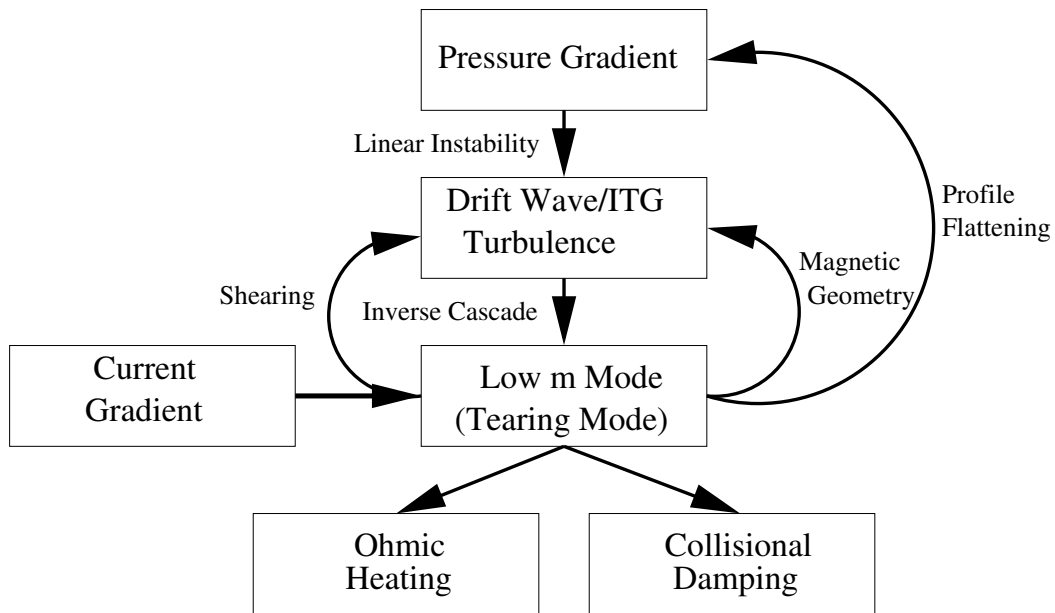 Pressure Gradient
Linear Instability
Drift Wave/ITG
Turbulence
Profile
Flattening
Magnetic
Geometry
Shearing
Inverse Cascade
Current
Gradient
Low m Mode
(Tearing Mode)
Ohmic
Heating
Collisional
Damping